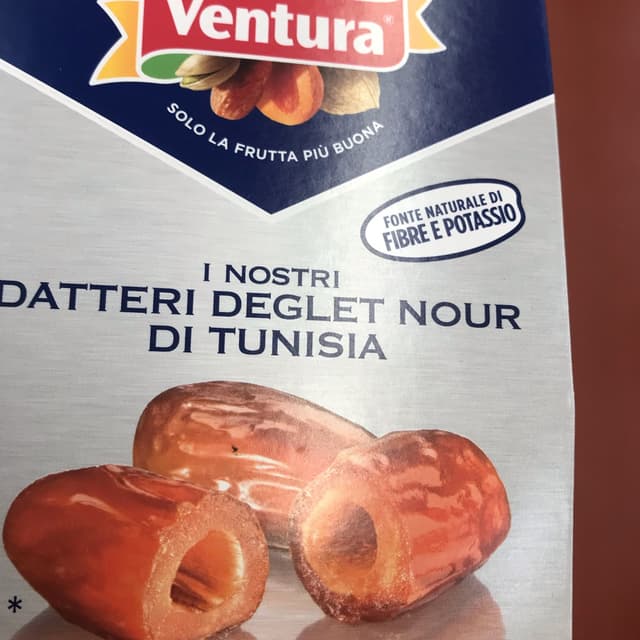 Ventura®
SOLO LA FRUTTA PIÙ BUONA
FONTE NATURALE DI
FIBRE E POTASSIO
I NOSTRI
DATTERI DEGLET NOUR
DI TUNISIA
*